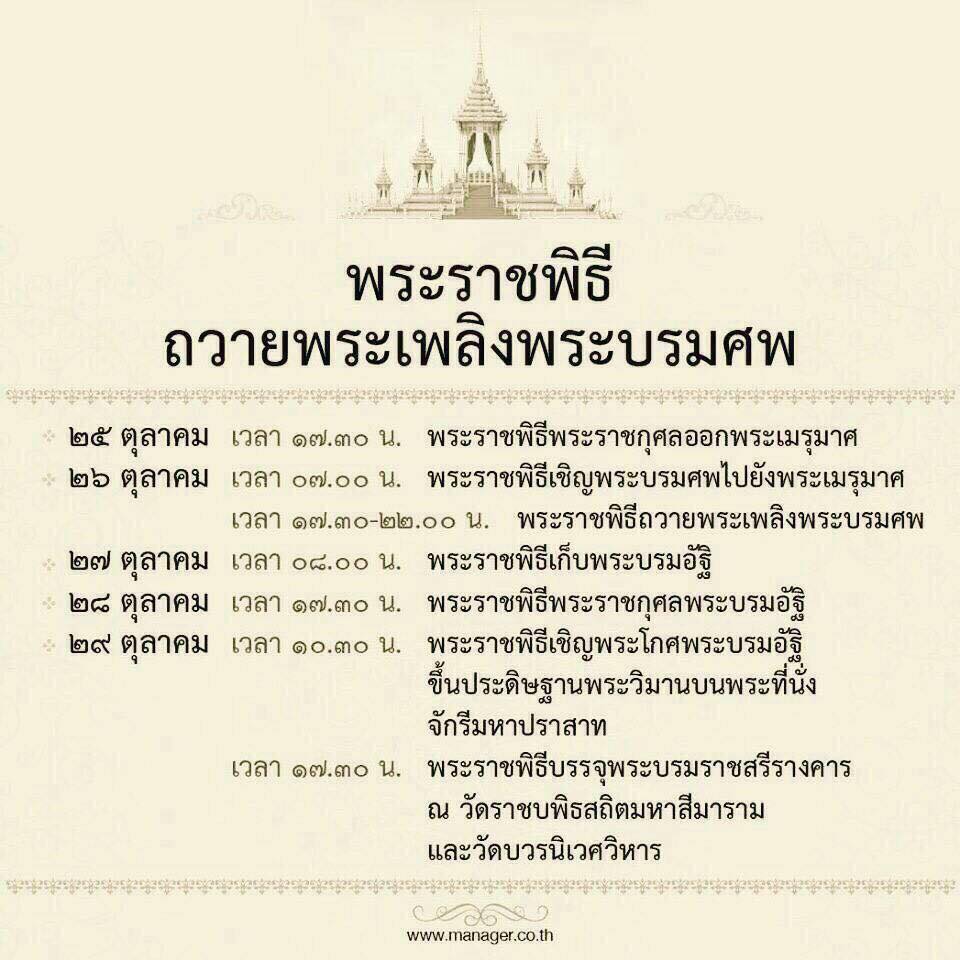 พระราชพิธี
ถวายพระเพลิงพระบรมศพ
๒๕ ตุลาคม เวลา ๑๗.๓๐ น. พระราชพิธีพระราชกุศลออกพระเมรุมาศ
๒๖ ตุลาคม เวลา ๐๗.๐๐ น. พระราชพิธีเชิญพระบรมศพไปยังพระเมรุมาศ
เวลา ๑๗.๓๐-๒๒.๐๐ น. พระราชพิธีถวายพระเพลิงพระบรมศพ
๒๗ ตุลาคม เวลา ๐๘.๐๐ น. พระราชพิธีเก็บพระบรมอัฐิ
๒๘ ตุลาคม เวลา ๑๗.๓๐ น. พระราชพิธีพระราชกุศลพระบรมอัฐิ
๒๙ ตุลาคม เวลา ๑๐.๓๐ น. พระราชพิธีเชิญพระโกศพระบรมอัฐิ
ขึ้นประดิษฐานพระวิมานบนพระที่นั่ง
จักรีมหาปราสาท
เวลา ๑๗.๓๐ น. พระราชพิธีบรรจุพระบรมราชสรีรางคาร
ณ วัดราชบพิธสถิตมหาสีมาราม
และวัดบวรนิเวศวิหาร
www.manager.co.th